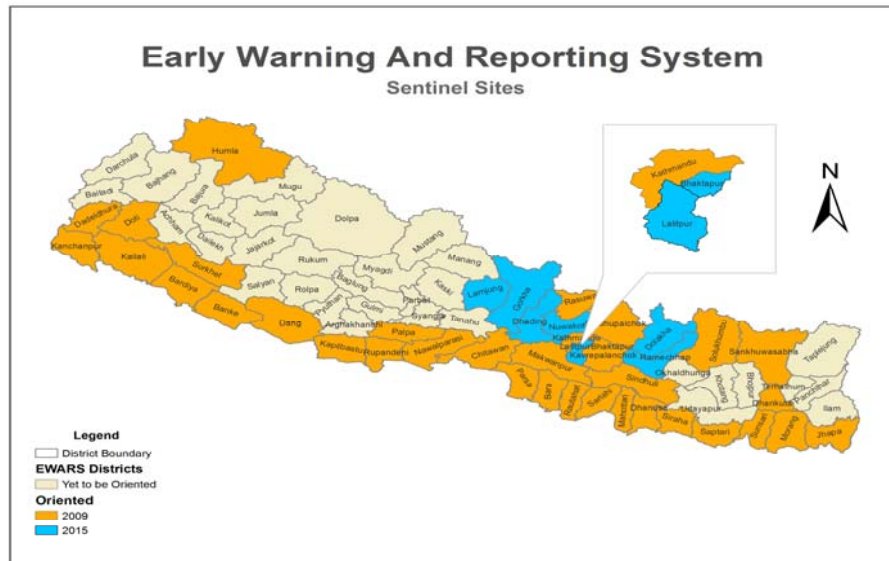 Early Warning And Reporting System
Sentinel Sites
Humla
Darchula
Baitadi
Bajhang
Bajura
Mugu
Dadeldhura
Doti
Achham
Kalikot
Jumla
Dolpa
Kanchanpur
Kailali
Dailekh
Jajarkot
Mustang
Surkhet
Rukum
Myagdi
Manang
Bardiya
Salyan
Rolpa
Baglung
Parbat
Kaski
Lamjung
Gorkha
Banke
Dang
Pyuthan
Gulmi
Syangja
Tanahu
Dhading
Rasuwa
Arghakhanchi
Palpa
Kapilbastu
Rupandehi
Nawalparasi
Chitawan
Makwanpur
Kavrepalanchok
Dolakha
Ramechhap
Solukhumbu
Sankhuwasabha
Taplejung
Okhaldhunga
Khotang
Bhojpur
Terhathum
Panchthar
Parsa
Bara
Rautahat
Sarlahi
Mahottari
Sindhuli
Dhanusa
Siraha
Udayapur
Dhankuta
Ilam
Saptari
Sunsari
Morang
Jhapa
Kathmandu
Bhaktapur
Lalitpur
N
Legend
District Boundary
EWARS Districts
Yet to be Oriented
Oriented
2009
2015